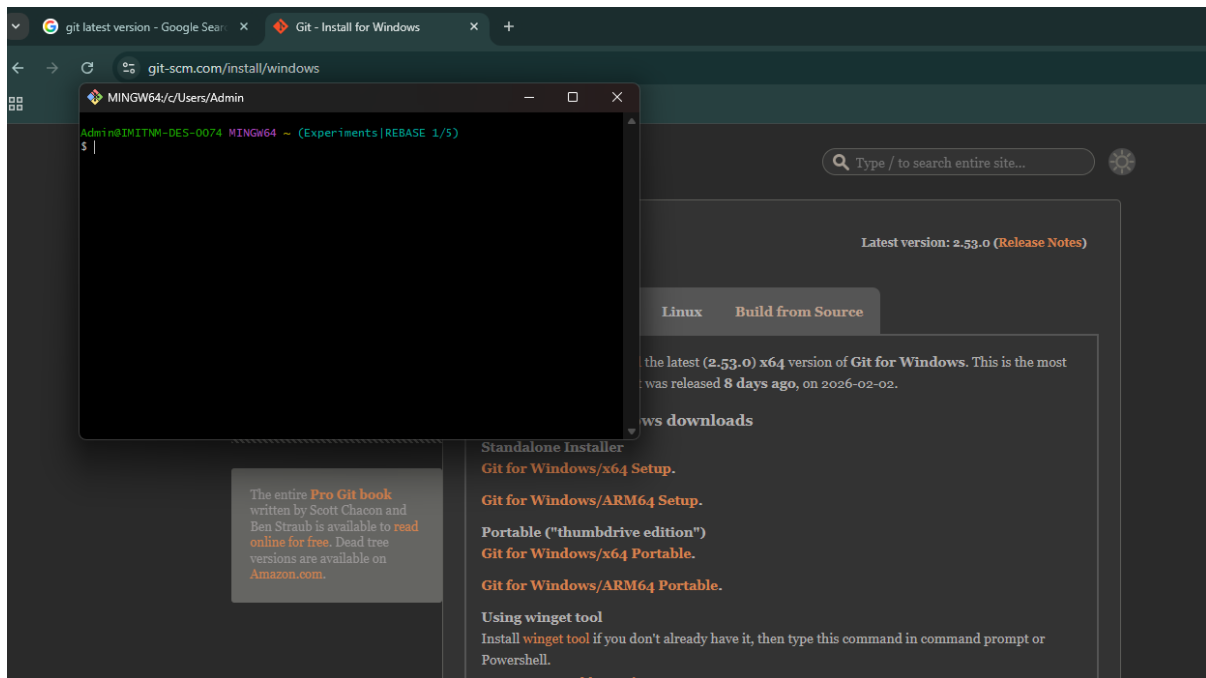 git latest version - Google Sear
Git - Install for Windows
git-scm.com/install/windows
MINGW64:/c/Users/Admin
Admin@IMITNM-DES-0074 MINGW64 ~ (Experiments|REBASE 1/5)
$
Type / to search entire site...
Latest version: 2.53.0 (Release Notes)
Linux Build from Source
the latest (2.53.0) x64 version of Git for Windows. This is the most
was released 8 days ago, on 2026-02-02.
ws downloads
Standalone Installer
Git for Windows/x64 Setup.
Git for Windows/ARM64 Setup.
Portable ("thumbdrive edition")
Git for Windows/x64 Portable.
Git for Windows/ARM64 Portable.
Using winget tool
Install winget tool if you don't already have it, then type this command in command prompt or
Powershell.
The entire Pro Git book
written by Scott Chacon and
Ben Straub is available to read
online for free. Dead tree
versions are available on
Amazon.com.